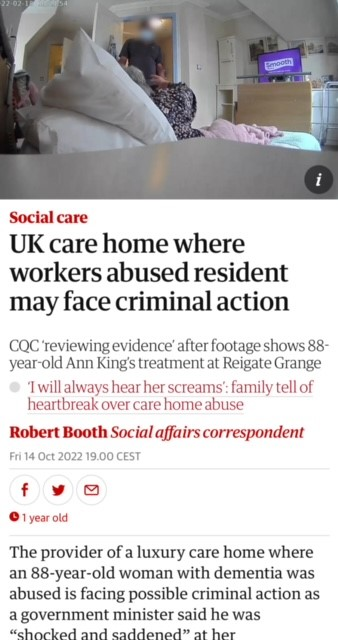 Smooth
i
Social care
UK care home where
workers abused resident
may face criminal action
CQC ‘reviewing evidence’ after footage shows 88-
year-old Ann King’s treatment at Reigate Grange
‘I will always hear her screams’: family tell of
heartbreak over care home abuse
Robert Booth Social affairs correspondent
Fri 14 Oct 2022 19.00 CEST
1 year old
The provider of a luxury care home where
an 88-year-old woman with dementia was
abused is facing possible criminal action as
a government minister said he was
“shocked and saddened” at her